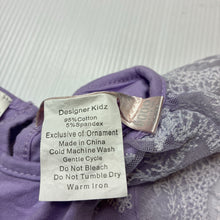 Designer Kidz
95%Cotton
5%Spandex
Exclusive of Ornament
Made in China
Cold Machine Wash
Gentle Cycle
Do Not Bleach
Do Not Tumble Dry
Warm Iron